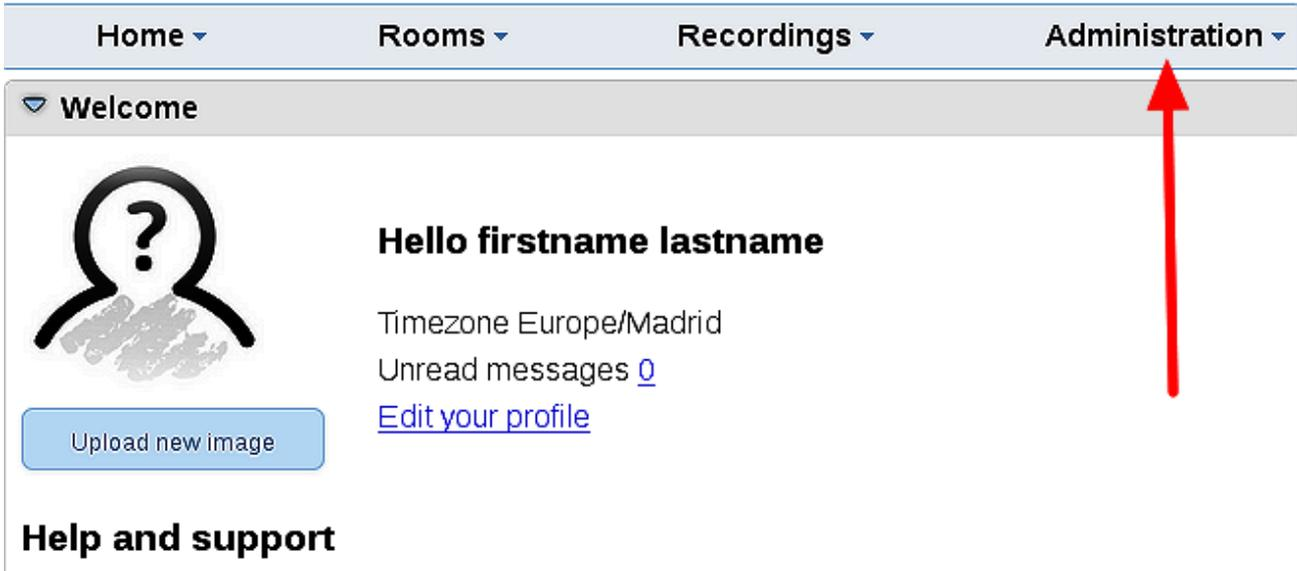 Home Rooms Recordings Administration
Welcome
?
Hello firstname lastname
Timezone Europe/Madrid
Unread messages 0
Edit your profile
Upload new image
Help and support